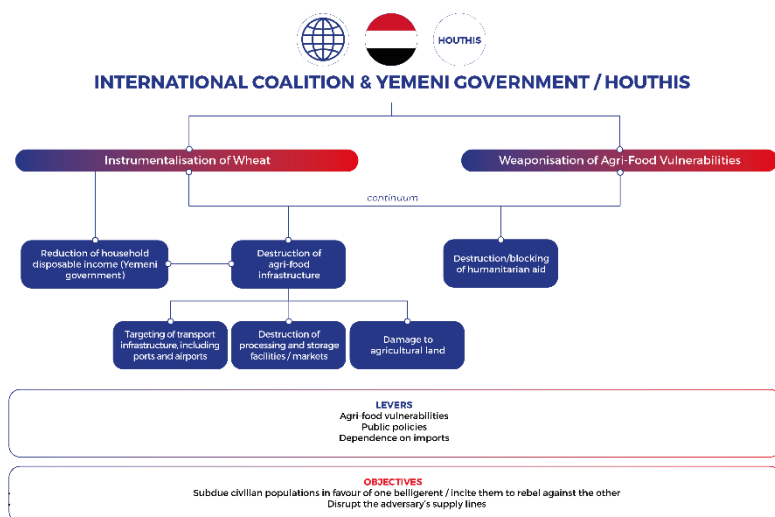 HOUTHIS
INTERNATIONAL COALITION & YEMENI GOVERNMENT / HOUTHIS
Instrumentalisation of Wheat
Weaponisation of Agri-Food Vulnerabilities
continuum
Reduction of household
disposable income (Yemeni
government)
Destruction of
agri-food
infrastructure
Destruction/blocking
of humanitarian aid
Targeting of transport
infrastructure, including
ports and airports
Destruction of
processing and storage
facilities / markets
Damage to
agricultural land
LEVERS
Agri-food vulnerabilities
Public policies
Dependence on imports
OBJECTIVES
Subdue civilian populations in favour of one belligerent / incite them to rebel against the other
Disrupt the adversary's supply lines